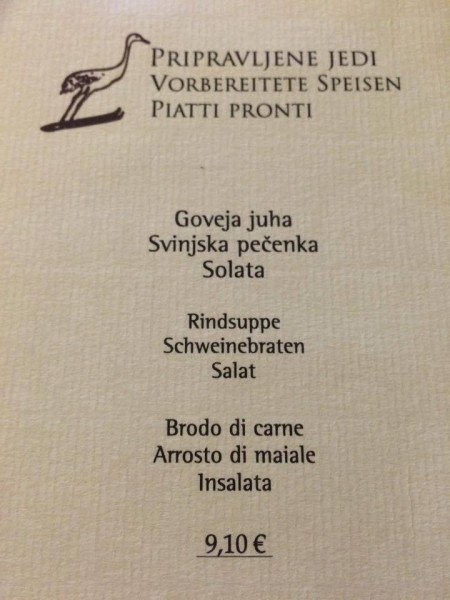 PRIPRAVLJENE JEDI
VORBEREITETE SPEISEN
PIATTI PRONTI
Goveja juha
Svinjska pečenka
Solata
Rindsuppe
Schweinebraten
Salat
Brodo di carne
Arrosto di maiale
Insalata
9,10 €